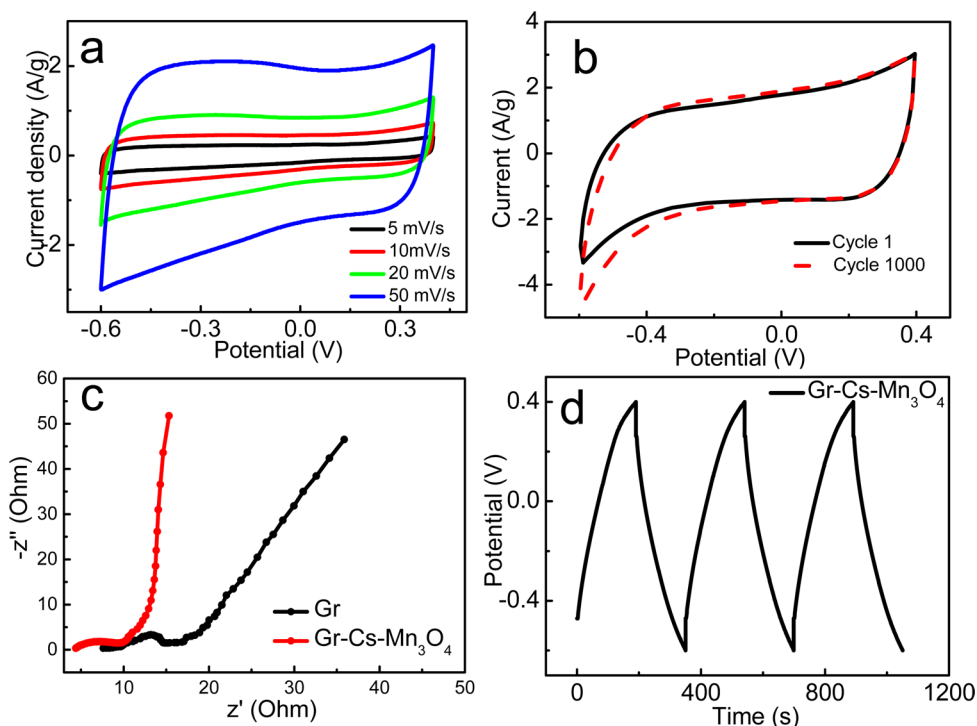 a
Current density (A/g)
2
0
-2
5 mV/s
10mV/s
20 mV/s
50 mV/s
-0.6
-0.3
0.0
0.3
Potential (V)
b
Current (A/g)
4
2
0
-2
-4
Cycle 1
Cycle 1000
-0.4
0.0
0.4
Potential (V)
c
-z'' (Ohm)
60
50
40
30
20
10
0
Gr
Gr-Cs-Mn₃O₄
10
20
30
40
50
z' (Ohm)
d
Gr-Cs-Mn₃O₄
Potential (V)
0.4
0.0
-0.4
0
400
800
1200
Time (s)